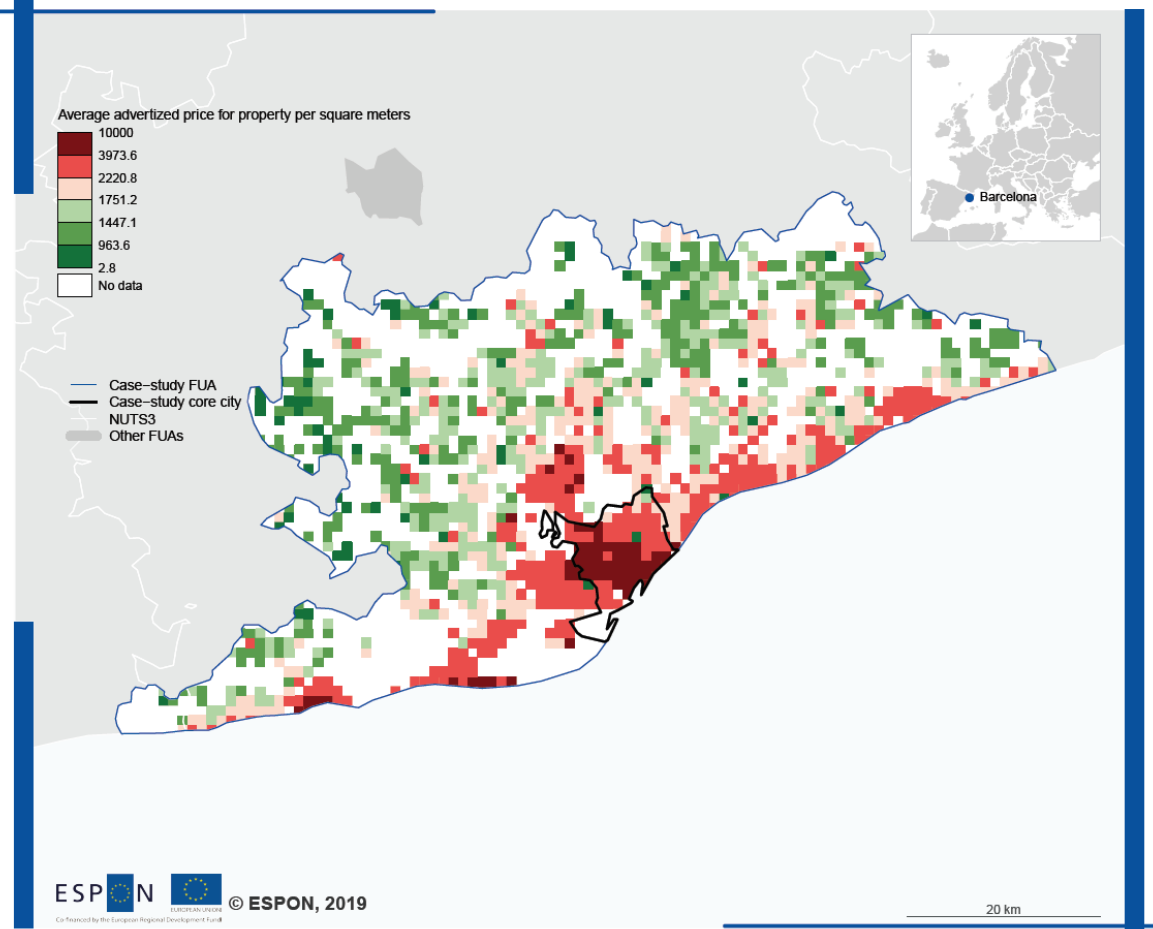 Average advertized price for property per square meters
10000
3973.6
2220.8
1751.2
1447.1
963.6
2.8
No data
Case-study FUA
Case-study core city
NUTS3
Other FUAs
Barcelona
ESPON
EUROPEAN UNION
Co-financed by the European Regional Development Fund
© ESPON, 2019
20 km